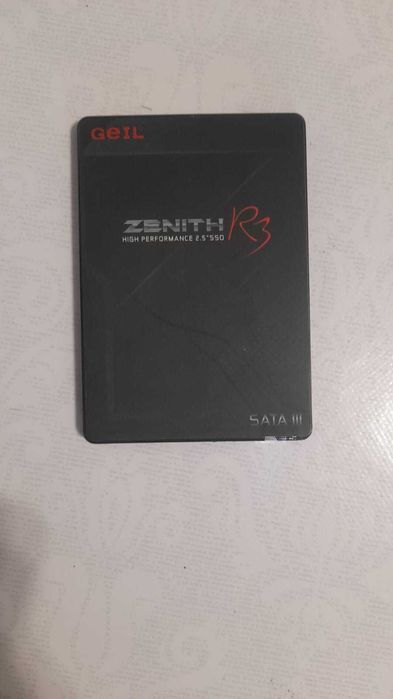 GeIL
ZENITH R3
HIGH PERFORMANCE 2.5" SSD
SATA III